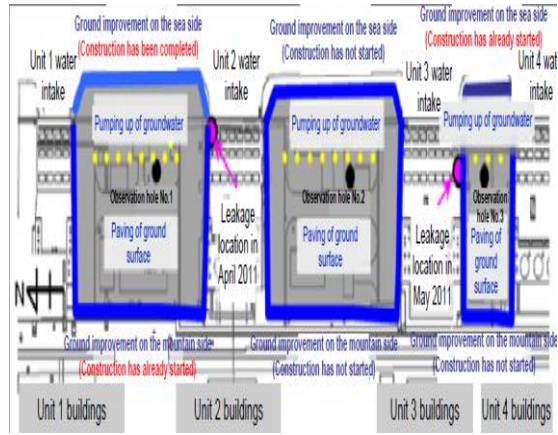 Ground improvement on the sea side
(Construction has been completed)
Ground improvement on the sea side
(Construction has not started)
Ground improvement on the sea side
(Construction has already started)
Unit 1 water
intake
Unit 2 water
intake
Unit 3 water
intake
Unit 4 wat
intake
Pumping up of groundwater
Pumping up of groundwater
Pumping up of groundwater
Observation hole No.1
Observation hole No.2
Observation
hole No.3
Paving of ground
surface
Leakage
location in
April 2011
Paving of ground
surface
Leakage
location in
May 2011
Paving of
ground
surface
N
Ground improvement on the mountain side
(Construction has already started)
Ground improvement on the mountain side
(Construction has not started)
Ground improvement on the mountain side
(Construction has not started)
Unit 1 buildings
Unit 2 buildings
Unit 3 buildings
Unit 4 buildings